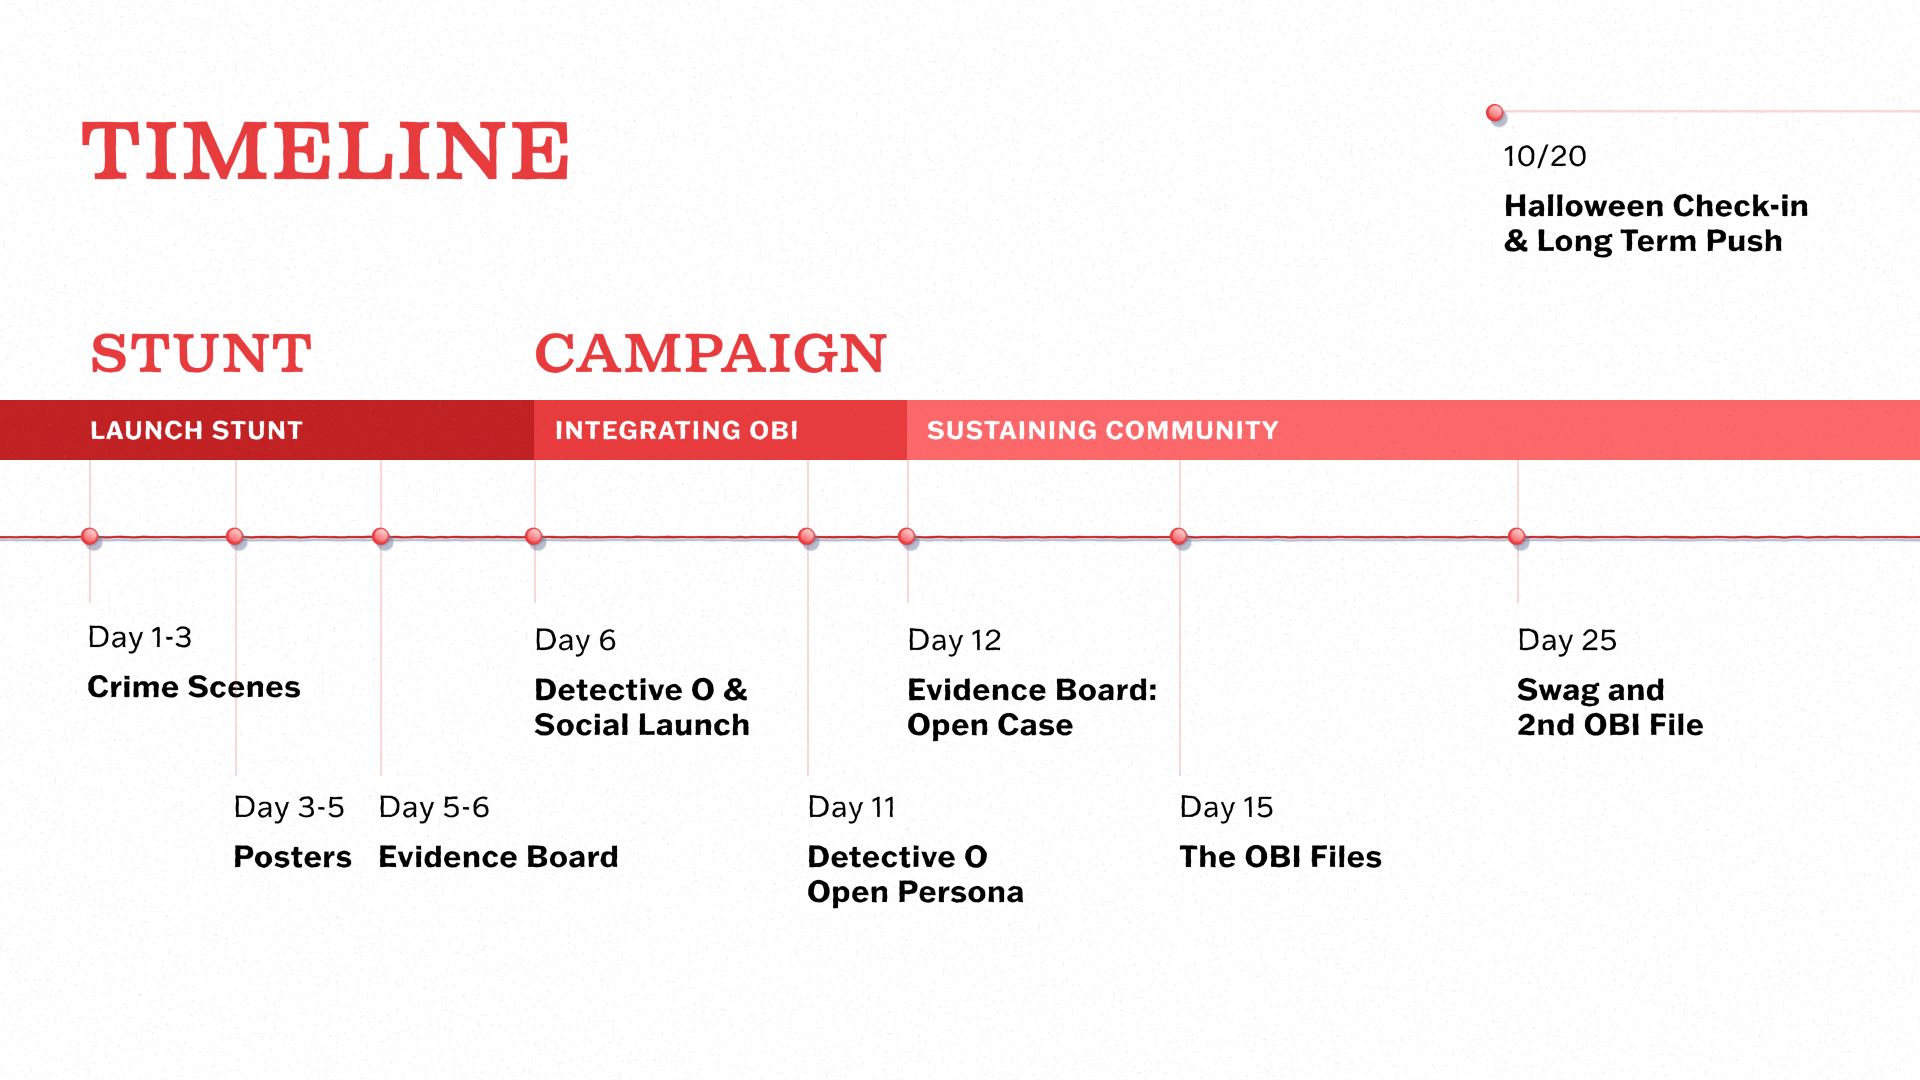 TIMELINE
10/20
Halloween Check-in
& Long Term Push
STUNT
CAMPAIGN
LAUNCH STUNT
INTEGRATING OBI
SUSTAINING COMMUNITY
Day 1-3
Crime Scenes
Day 3-5
Posters
Day 5-6
Evidence Board
Day 6
Detective O &
Social Launch
Day 11
Detective O
Open Persona
Day 12
Evidence Board:
Open Case
Day 15
The OBI Files
Day 25
Swag and
2nd OBI File